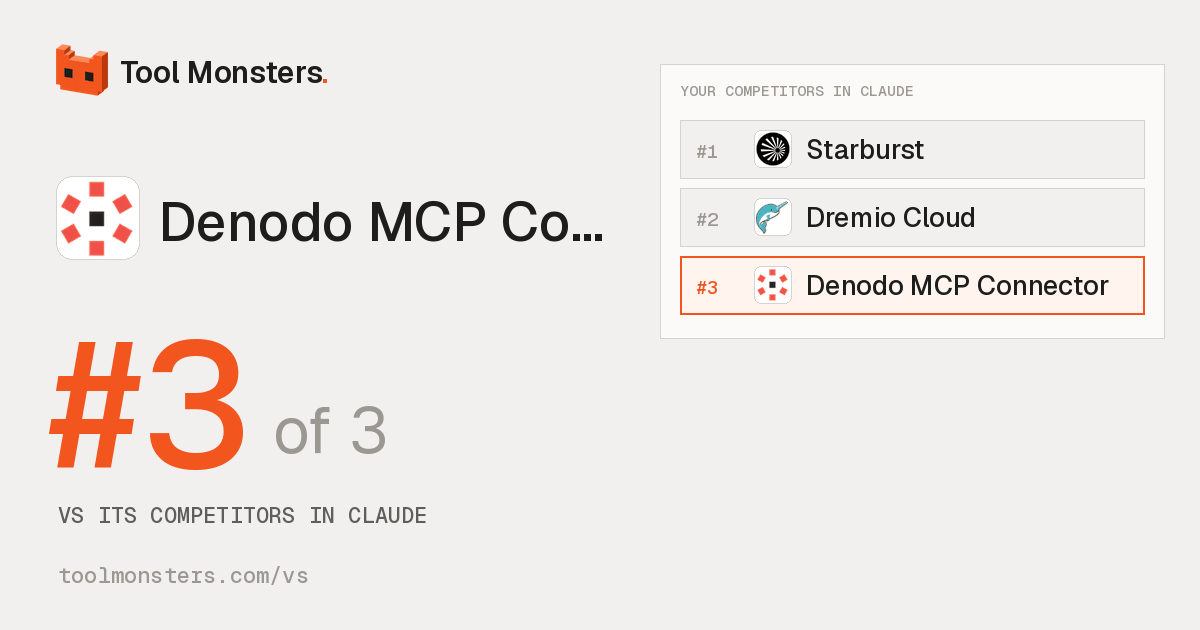 Tool Monsters.
Denodo MCP Co...
#3 of 3
VS ITS COMPETITORS IN CLAUDE
toolmonsters.com/vs
YOUR COMPETITORS IN CLAUDE
#1 Starburst
#2 Dremio Cloud
#3 Denodo MCP Connector